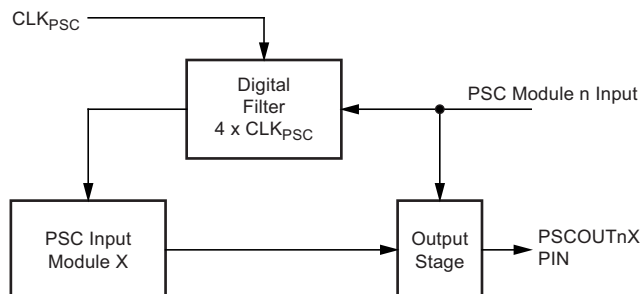 CLKPSC
Digital
Filter
4 x CLKPSC
PSC Module n Input
PSC Input
Module X
Output
Stage
PSCOUTnX
PIN